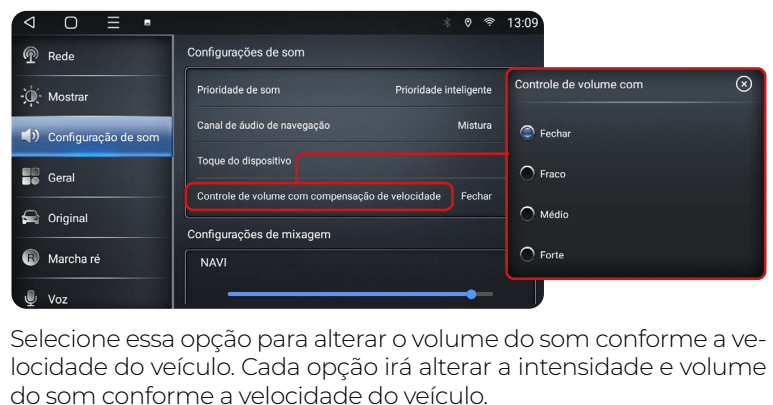 13:09
Rede
Mostrar
Configuração de som
Geral
Original
R Marcha ré
Voz
Configurações de som
Prioridade de som Prioridade inteligente
Canal de áudio de navegação Mistura
Toque do dispositivo
Controle de volume com compensação de velocidade Fechar
Configurações de mixagem
NAVI
Controle de volume com
Fechar
Fraco
Médio
Forte
Selecione essa opção para alterar o volume do som conforme a ve-
locidade do veículo. Cada opção irá alterar a intensidade e volume
do som conforme a velocidade do veículo.